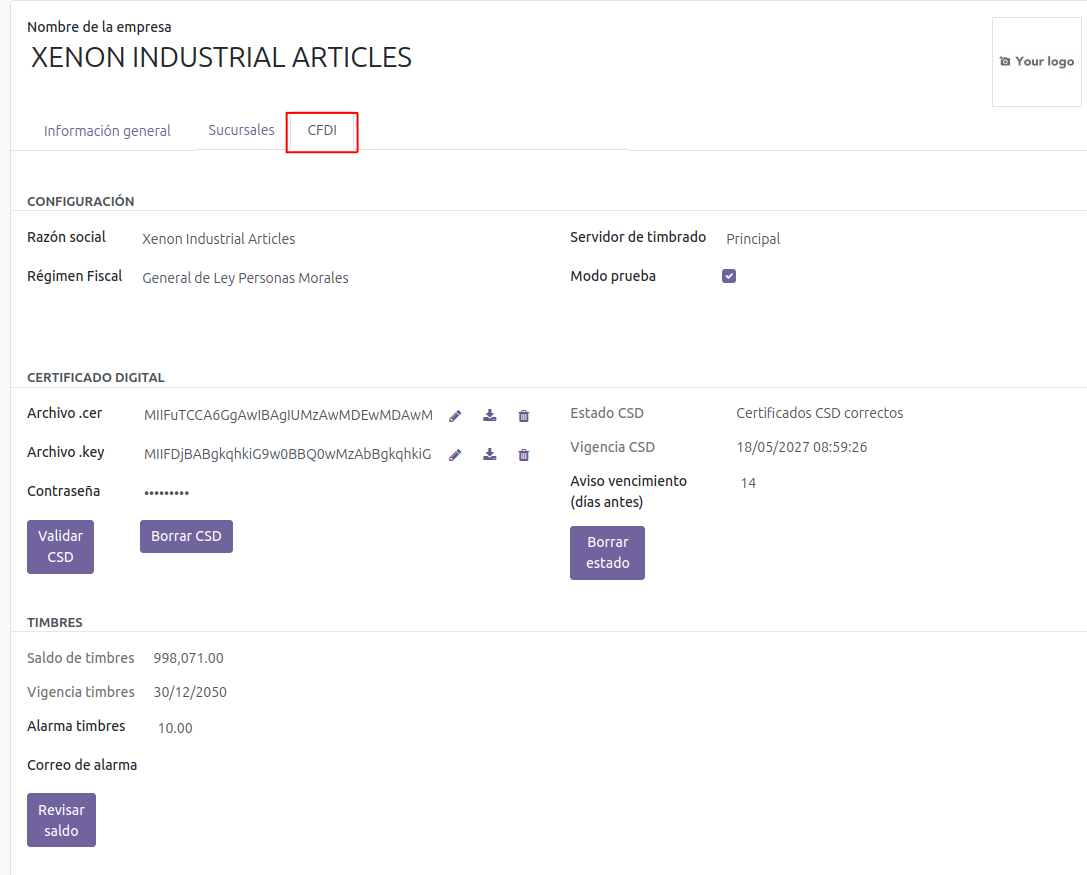 Nombre de la empresa
XENON INDUSTRIAL ARTICLES
Your logo
Información general
Sucursales
CFDI
CONFIGURACIÓN
Razón social
Xenon Industrial Articles
Servidor de timbrado
Principal
Régimen Fiscal
General de Ley Personas Morales
Modo prueba
CERTIFICADO DIGITAL
Archivo .cer
MIIFuTCCA6GgAwIBAgIUMzAwMDEwMDAwM
Estado CSD
Certificados CSD correctos
Archivo .key
MIIFDjBABgkqhkiG9w0BBQ0wMzAbBgkqhkiG
Vigencia CSD
18/05/2027 08:59:26
Contraseña
•••••••••
Aviso vencimiento
(días antes)
14
Validar
CSD
Borrar CSD
Borrar
estado
TIMBRES
Saldo de timbres
998,071.00
Vigencia timbres
30/12/2050
Alarma timbres
10.00
Correo de alarma
Revisar
saldo